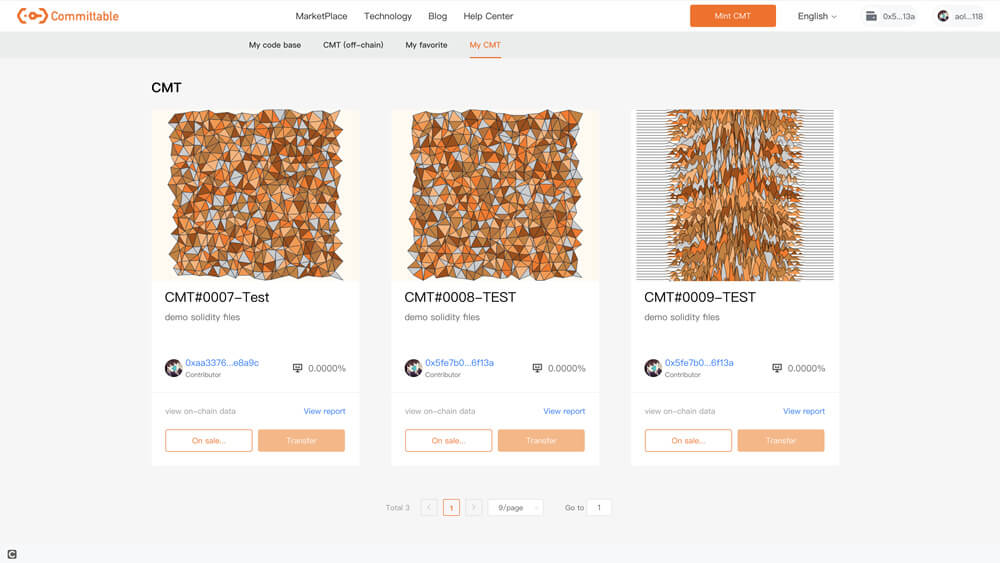 Committable
MarketPlace Technology Blog Help Center Mint CMT English 0x5...13a aol...118
My code base CMT (off-chain) My favorite My CMT
CMT
CMT#0007-Test
demo solidity files
0xaa3376...e8a9c
Contributor
0.0000%
view on-chain data View report
On sale... Transfer
CMT#0008-TEST
demo solidity files
0x5fe7b0...6f13a
Contributor
0.0000%
view on-chain data View report
On sale... Transfer
CMT#0009-TEST
demo solidity files
0x5fe7b0...6f13a
Contributor
0.0000%
view on-chain data View report
On sale... Transfer
Total 3 < 1 > 9/page Go to 1